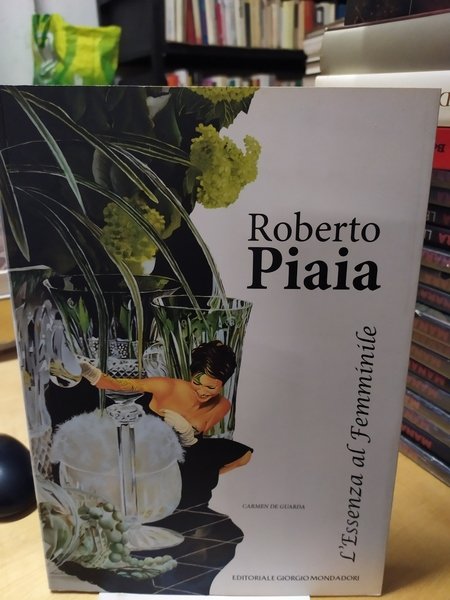 Roberto
Piaia
L'Essenza al Femminile
CARMEN DE GUARDA
EDITORIALE GIORGIO MONDADORI